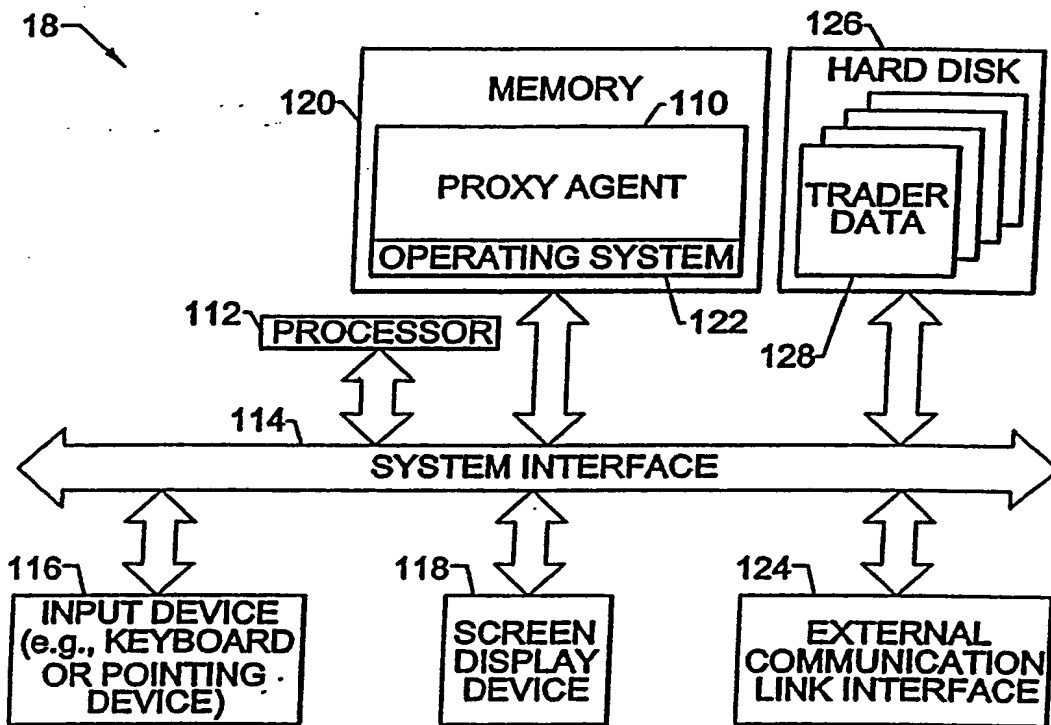 18
126
MEMORY
HARD DISK
120
110
PROXY AGENT
TRADER
DATA
OPERATING SYSTEM
112
122
PROCESSOR
128
114
SYSTEM INTERFACE
116
118
124
INPUT DEVICE
(e.g., KEYBOARD
OR POINTING
DEVICE)
SCREEN
DISPLAY
DEVICE
EXTERNAL
COMMUNICATION
LINK INTERFACE